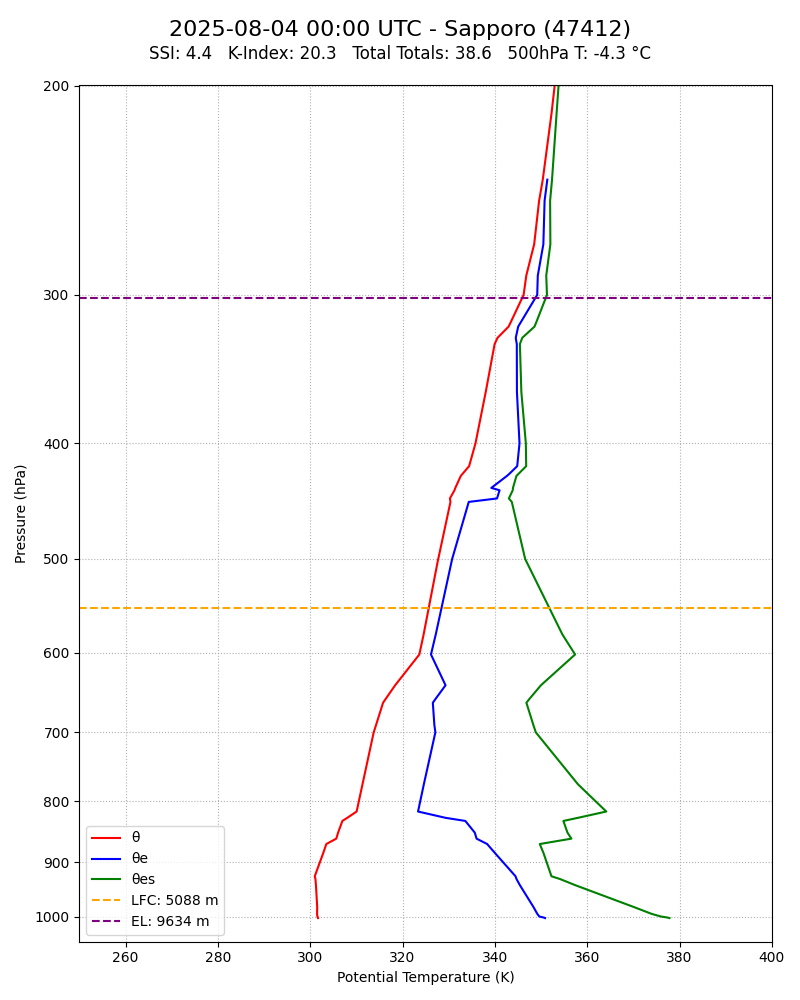 2025-08-04 00:00 UTC - Sapporo (47412)
SSI: 4.4   K-Index: 20.3   Total Totals: 38.6   500hPa T: -4.3 °C
200
300
400
500
600
700
800
900
1000
Pressure (hPa)
θ
θe
θes
LFC: 5088 m
EL: 9634 m
260 280 300 320 340 360 380 400
Potential Temperature (K)